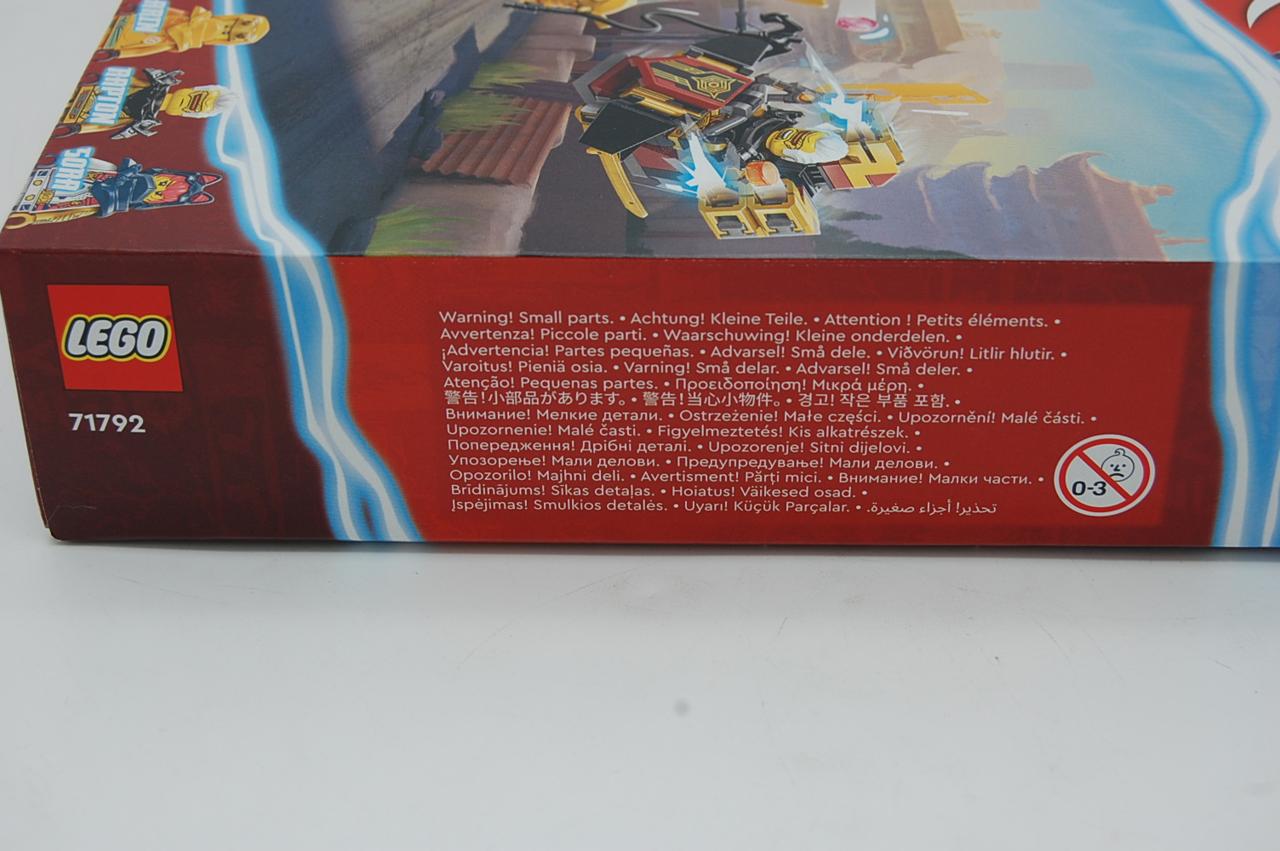 RAPTON
SORA
LEGO
71792
Warning! Small parts. • Achtung! Kleine Teile. • Attention ! Petits éléments. •
Avvertenza! Piccole parti. • Waarschuwing! Kleine onderdelen. •
¡Advertencia! Partes pequeñas. • Advarsel! Små dele. • Viðvörun! Litlir hlutir. •
Varoitus! Pieniä osia. • Varning! Små delar. • Advarsel! Små deler. •
Atenção! Pequenas partes. • Προειδοποίηση! Μικρά μέρη. •
警告!小部品があります。• 警告!当心小物件。• 경고! 작은 부품 포함. •
Внимание! Мелкие детали. • Ostrzeżenie! Małe części. • Upozornění! Malé části. •
Upozornenie! Malé časti. • Figyelmeztetés! Kis alkatrészek. •
Попередження! Дрібні деталі. • Upozorenje! Sitni dijelovi. •
Упозорење! Мали делови. • Предупредување! Мали делови. •
Opozorilo! Majhni deli. • Avertisment! Părți mici. • Внимание! Малки части. •
Brīdinājums! Sīkas detaļas. • Hoiatus! Väikesed osad. •
Įspėjimas! Smulkios detalės. • Uyarı! Küçük Parçalar. • تحذير! أجزاء صغيرة.
0-3